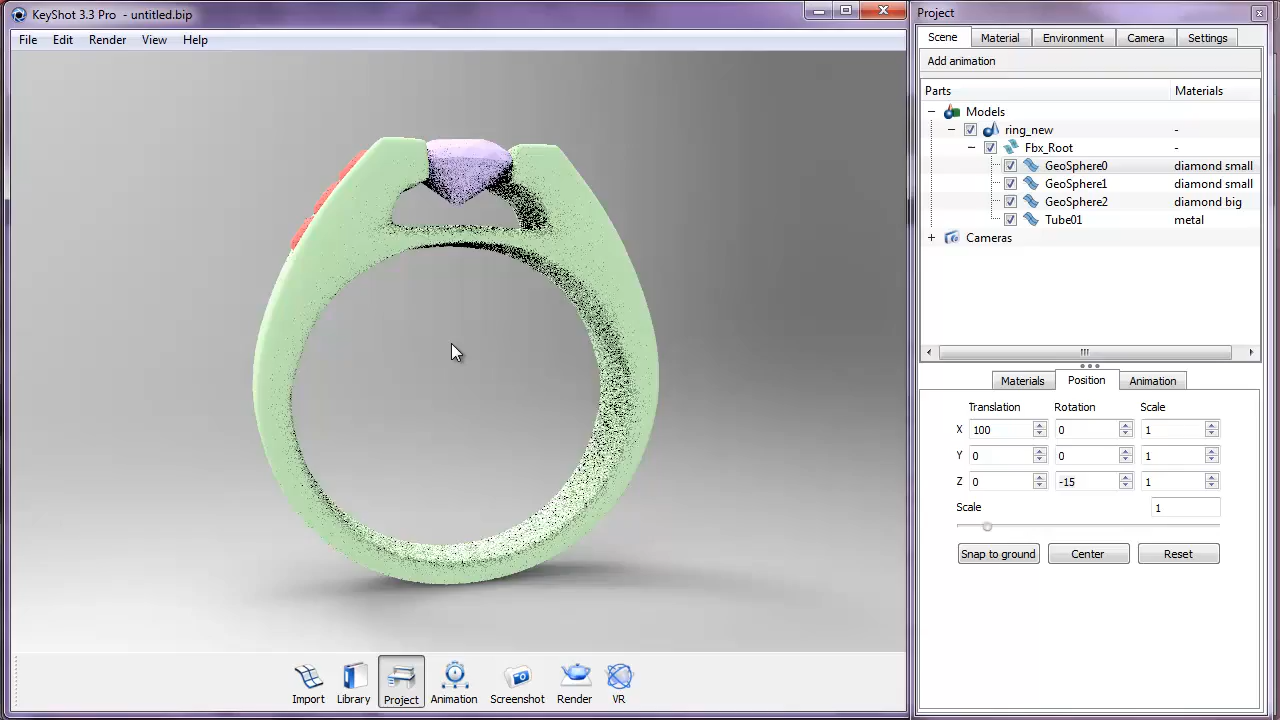 KeyShot 3.3 Pro - untitled.bip
File Edit Render View Help
Project
Scene Material Environment Camera Settings
Add animation
Parts Materials
Models
ring_new -
Fbx_Root -
GeoSphere0 diamond small
GeoSphere1 diamond small
GeoSphere2 diamond big
Tube01 metal
Cameras
Materials Position Animation
Translation Rotation Scale
X 100 0 1
Y 0 0 1
Z 0 -15 1
Scale 1
Snap to ground Center Reset
Import Library Project Animation Screenshot Render VR